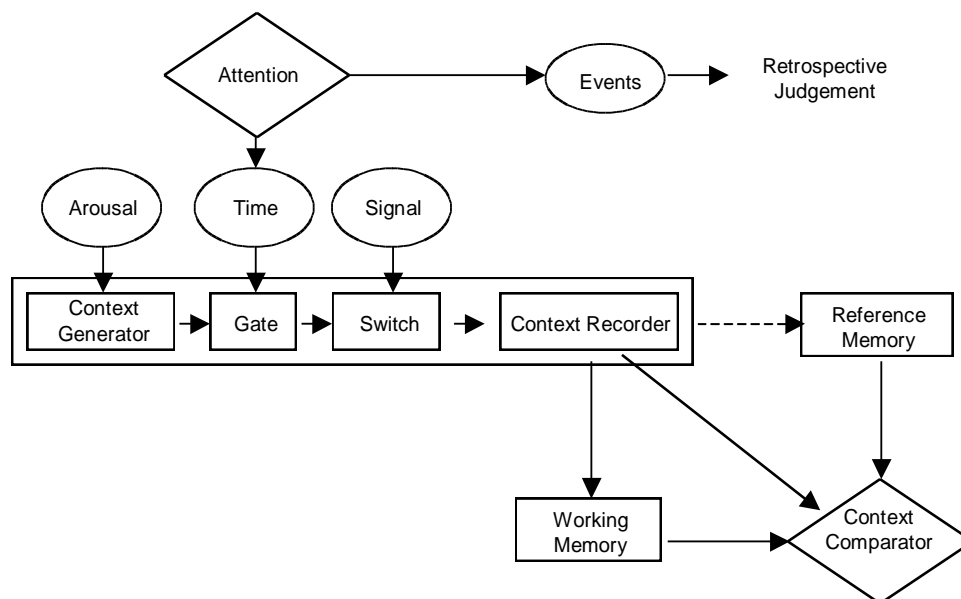 Attention
Events
Retrospective
Judgement
Arousal
Time
Signal
Context
Generator
Gate
Switch
Context Recorder
Reference
Memory
Working
Memory
Context
Comparator